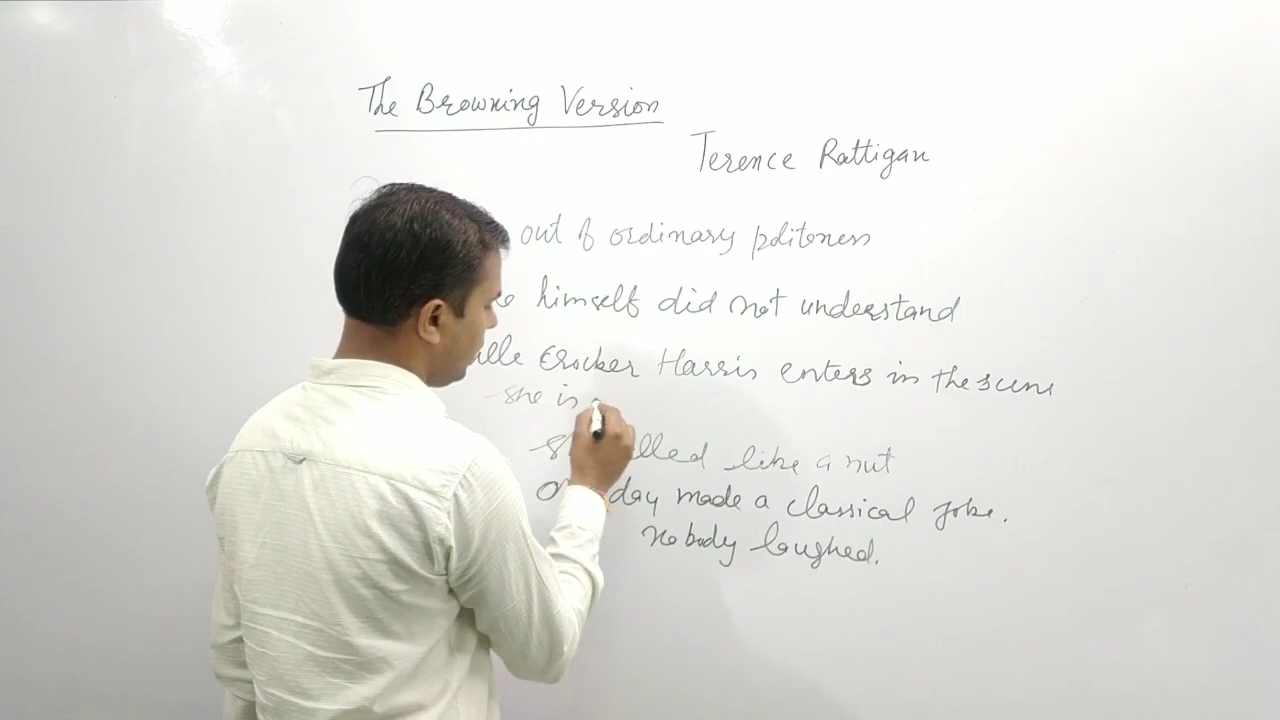 The Browning Version
Terence Rattigan
out of ordinary politeness
himself did not understand
Crocker Harris enters in the scene
she is
like a nut
day made a classical joke.
nobody laughed.